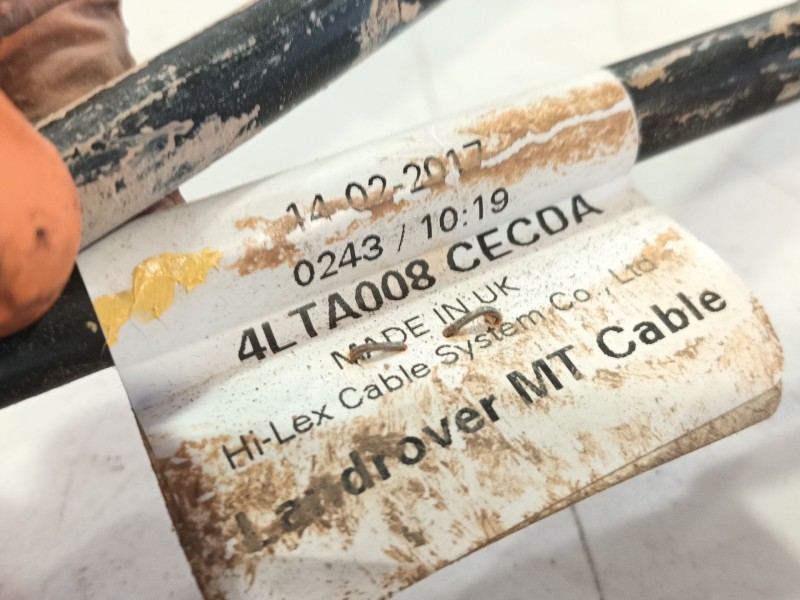 14-02-2017
0243 / 10:19
4LTA008 CECDA
MADE IN UK
Hi-Lex Cable System Co., Ltd
Landrover MT Cable